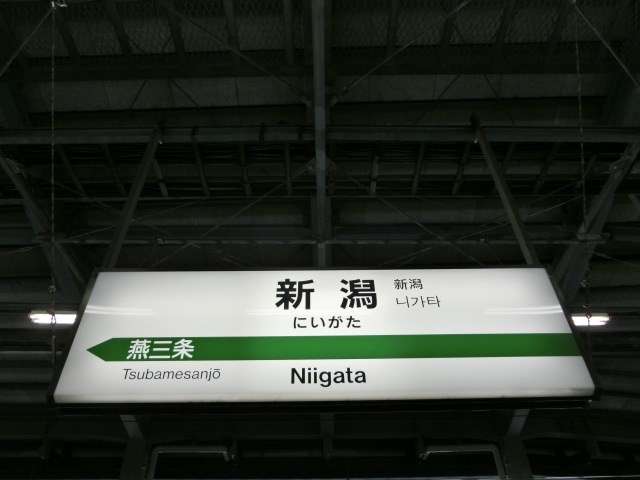 新潟
新潟
니가타
にいがた
燕三条
Tsubamesanjō
Niigata